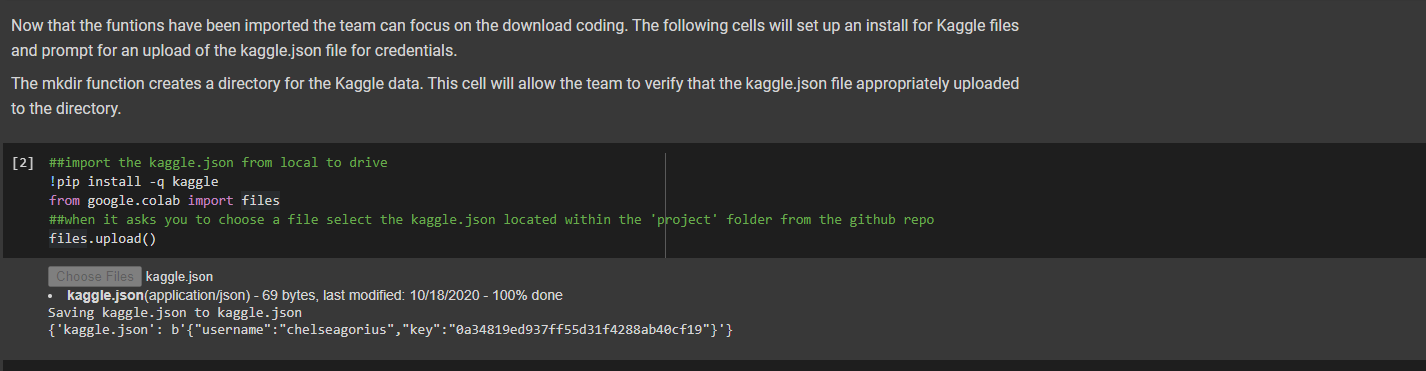 Now that the funtions have been imported the team can focus on the download coding. The following cells will set up an install for Kaggle files
and prompt for an upload of the kaggle.json file for credentials.
The mkdir function creates a directory for the Kaggle data. This cell will allow the team to verify that the kaggle.json file appropriately uploaded
to the directory.
[2] ##import the kaggle.json from local to drive
!pip install -q kaggle
from google.colab import files
##when it asks you to choose a file select the kaggle.json located within the 'project' folder from the github repo
files.upload()
Choose Files kaggle.json
• kaggle.json(application/json) - 69 bytes, last modified: 10/18/2020 - 100% done
Saving kaggle.json to kaggle.json
{'kaggle.json': b'{"username":"chelseagorius","key":"0a34819ed937ff55d31f4288ab40cf19"}'}